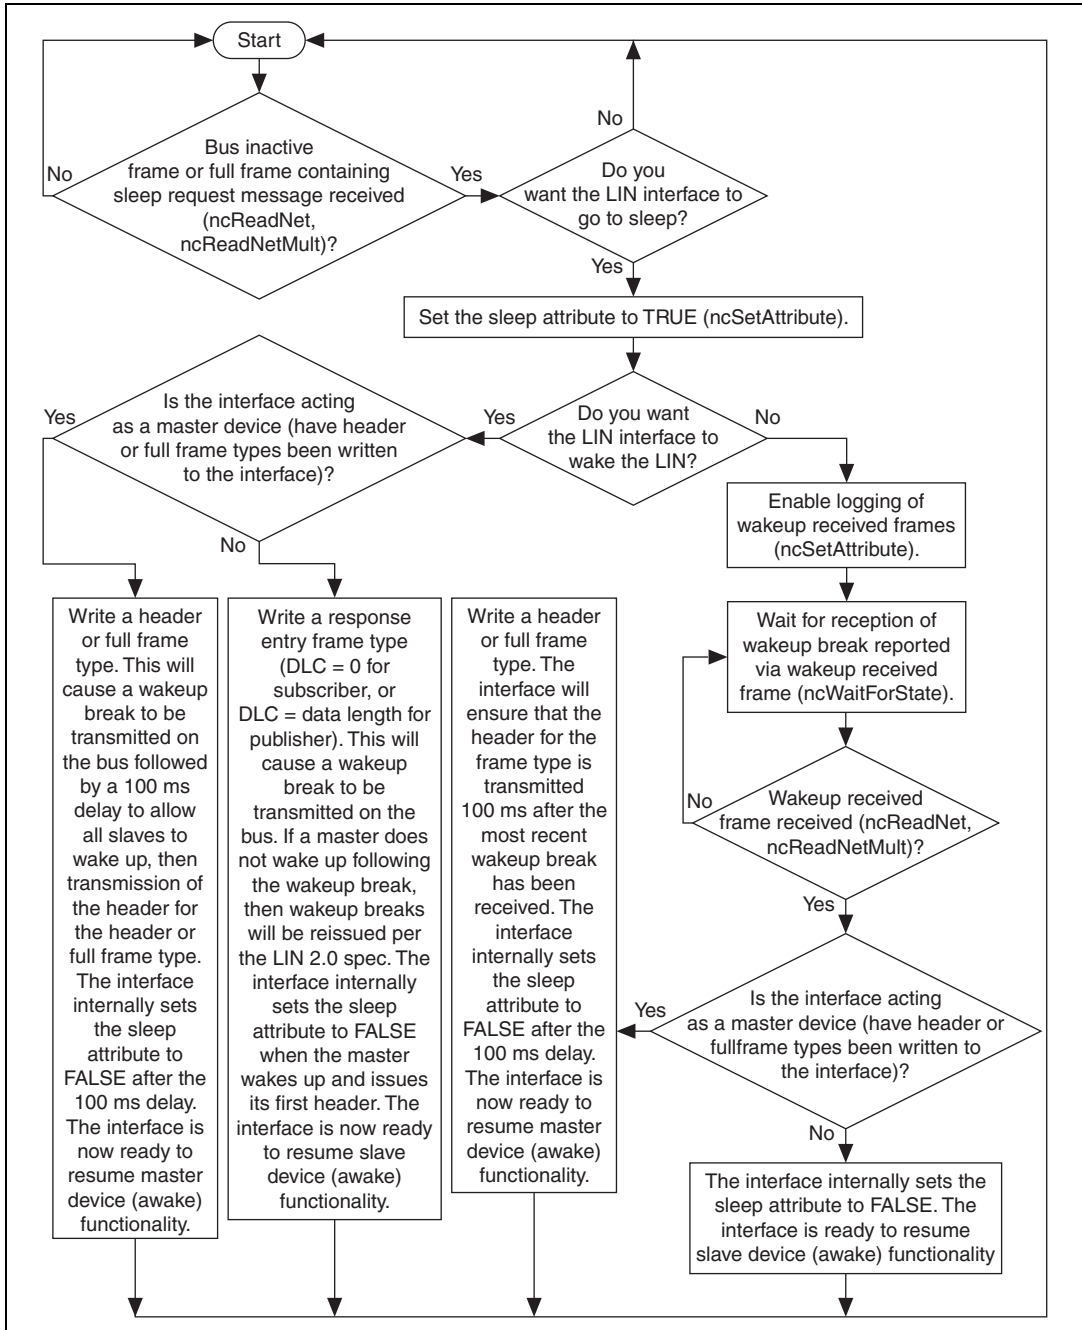 Start
No
Bus inactive
frame or full frame containing
sleep request message received
(ncReadNet,
ncReadNetMult)?
Yes
No
Do you
want the LIN interface to
go to sleep?
Yes
Set the sleep attribute to TRUE (ncSetAttribute).
Yes
Is the interface acting
as a master device (have header
or full frame types been written
to the interface)?
No
Yes
Do you want
the LIN interface to
wake the LIN?
No
Enable logging of
wakeup received frames
(ncSetAttribute).
Write a header
or full frame
type. This will
cause a wakeup
break to be
transmitted on
the bus followed
by a 100 ms
delay to allow
all slaves to
wake up, then
transmission of
the header for
the header or
full frame type.
The interface
internally sets
the sleep
attribute to
FALSE after the
100 ms delay.
The interface is
now ready to
resume master
device (awake)
functionality.
Write a response
entry frame type
(DLC = 0 for
subscriber, or
DLC = data length for
publisher). This will
cause a wakeup
break to be
transmitted on the
bus. If a master does
not wake up following
the wakeup break,
then wakeup breaks
will be reissued per
the LIN 2.0 spec. The
interface internally
sets the sleep
attribute to FALSE
when the master
wakes up and issues
its first header. The
interface is now ready
to resume slave
device (awake)
functionality.
Write a header
or full frame
type. The
interface will
ensure that the
header for the
frame type is
transmitted
100 ms after the
most recent
wakeup break
has been
received. The
interface
internally sets
the sleep
attribute to
FALSE after the
100 ms delay.
The interface is
now ready to
resume master
device (awake)
functionality.
Wait for reception of
wakeup break reported
via wakeup received
frame (ncWaitForState).
No
Wakeup received
frame received (ncReadNet,
ncReadNetMult)?
Yes
Yes
Is the interface acting
as a master device (have header or
fullframe types been written to
the interface)?
No
The interface internally sets the
sleep attribute to FALSE. The
interface is ready to resume
slave device (awake) functionality